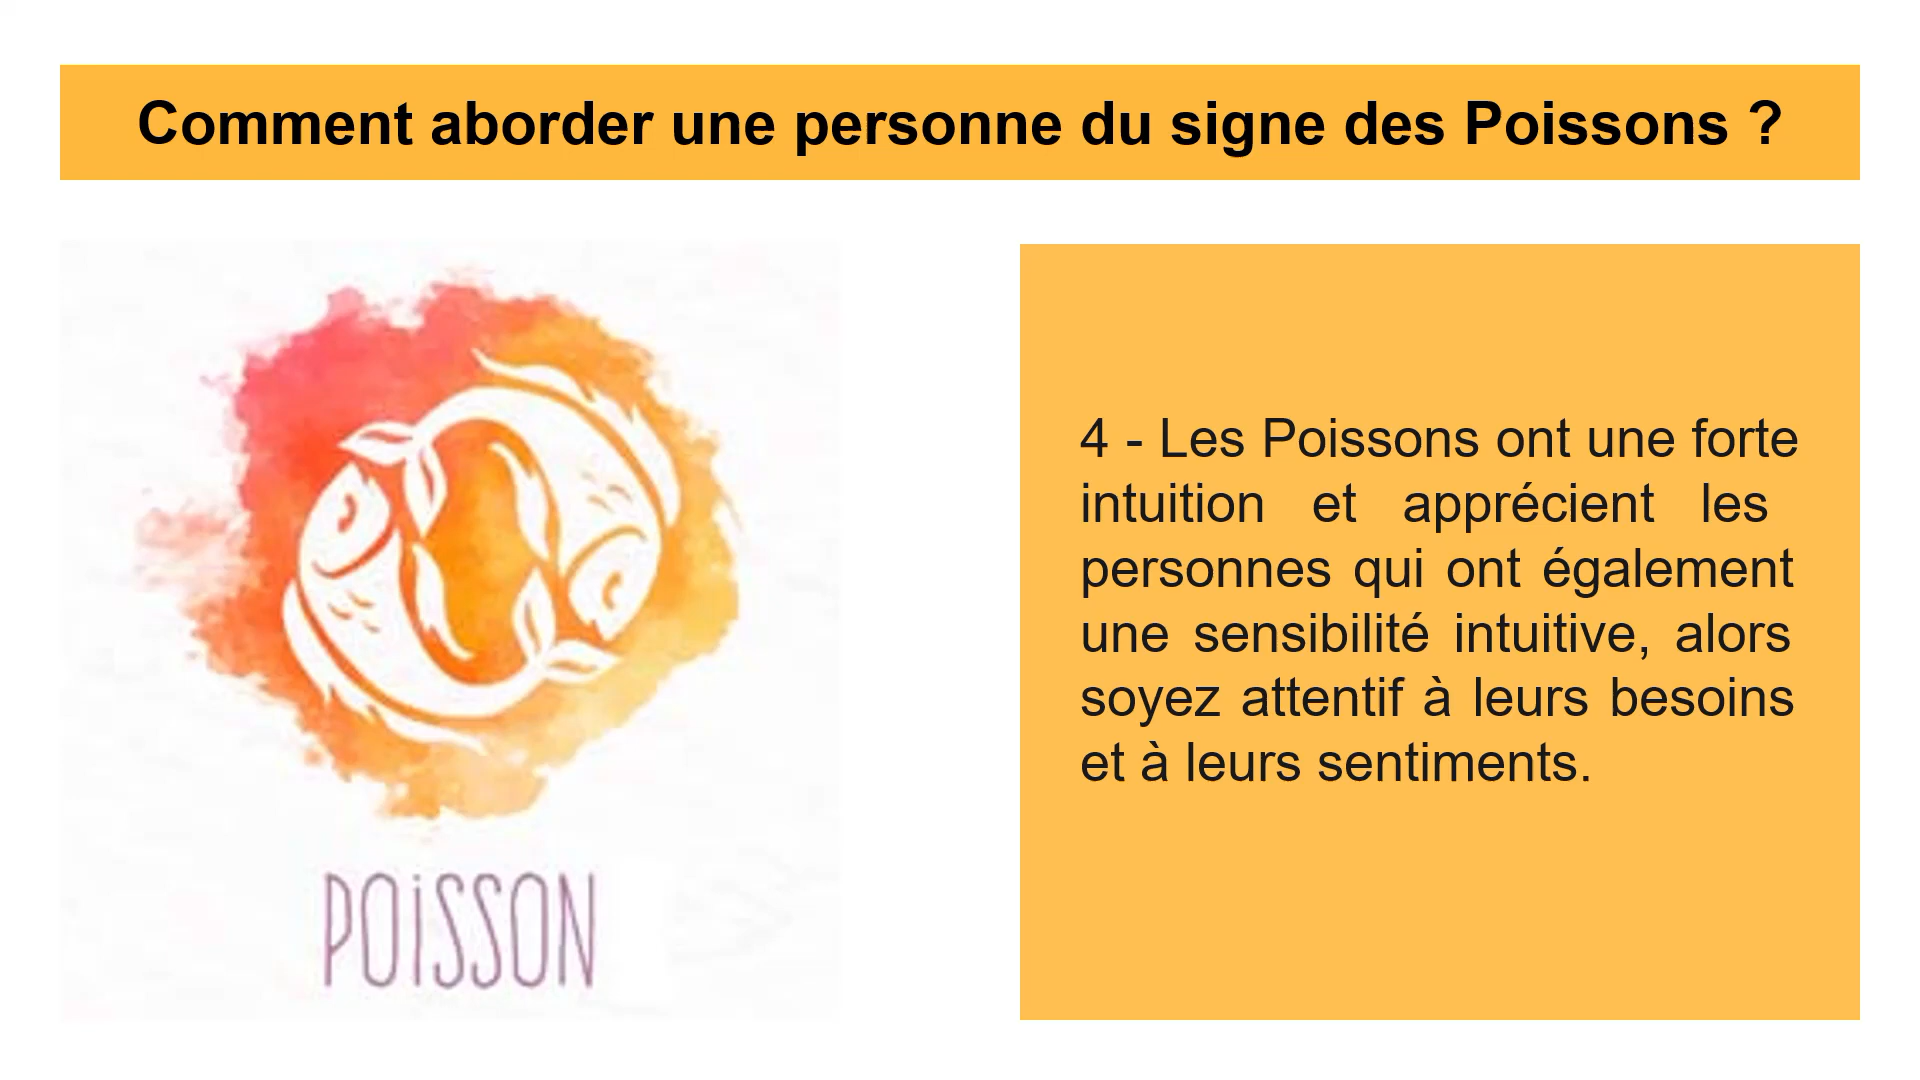 Comment aborder une personne du signe des Poissons ?
4 - Les Poissons ont une forte
intuition et apprécient les
personnes qui ont également
une sensibilité intuitive, alors
soyez attentif à leurs besoins
et à leurs sentiments.
POiSSON